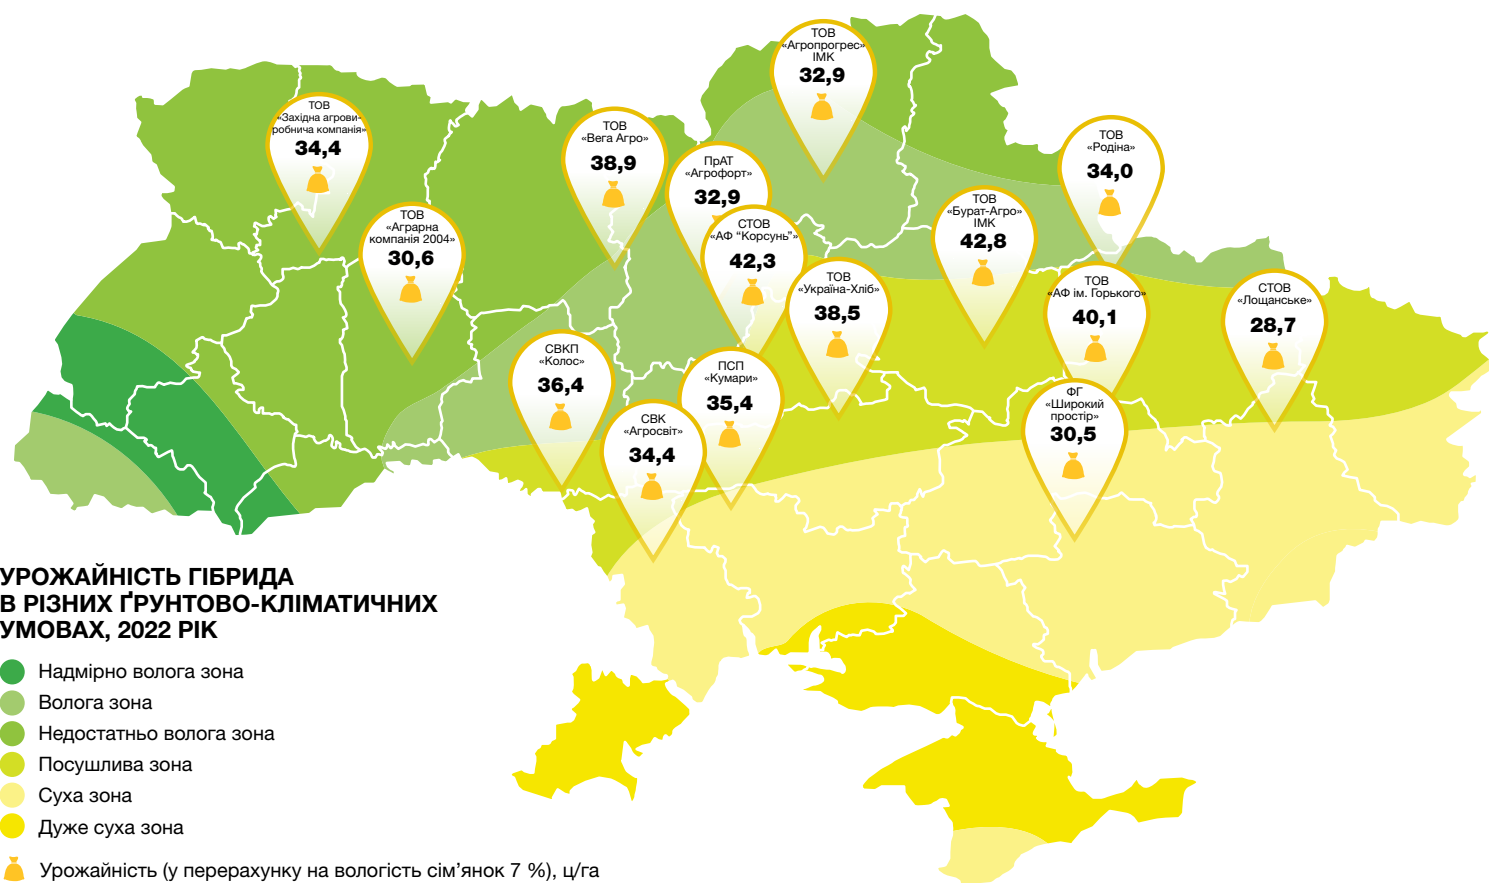 ТОВ
«Агропрогрес»
ІМК
32,9
ТОВ
«Західна агрови-
робнича компанія»
34,4
ТОВ
«Вега Агро»
38,9
ТОВ
«Родіна»
34,0
ПрАТ
«Агрофорт»
32,9
ТОВ
«Бурат-Агро»
ІМК
42,8
ТОВ
«Аграрна
компанія 2004»
30,6
СТОВ
«АФ “Корсунь”»
42,3
ТОВ
«Україна-Хліб»
38,5
ТОВ
«АФ ім. Горького»
40,1
СТОВ
«Лощанське»
28,7
СВКП
«Колос»
36,4
ПСП
«Кумари»
35,4
ФГ
«Широкий
простір»
30,5
СВК
«Агросвіт»
34,4
УРОЖАЙНІСТЬ ГІБРИДА
В РІЗНИХ ҐРУНТОВО-КЛІМАТИЧНИХ
УМОВАХ, 2022 РІК
Надмірно волога зона
Волога зона
Недостатньо волога зона
Посушлива зона
Суха зона
Дуже суха зона
Урожайність (у перерахунку на вологість сім’янок 7 %), ц/га